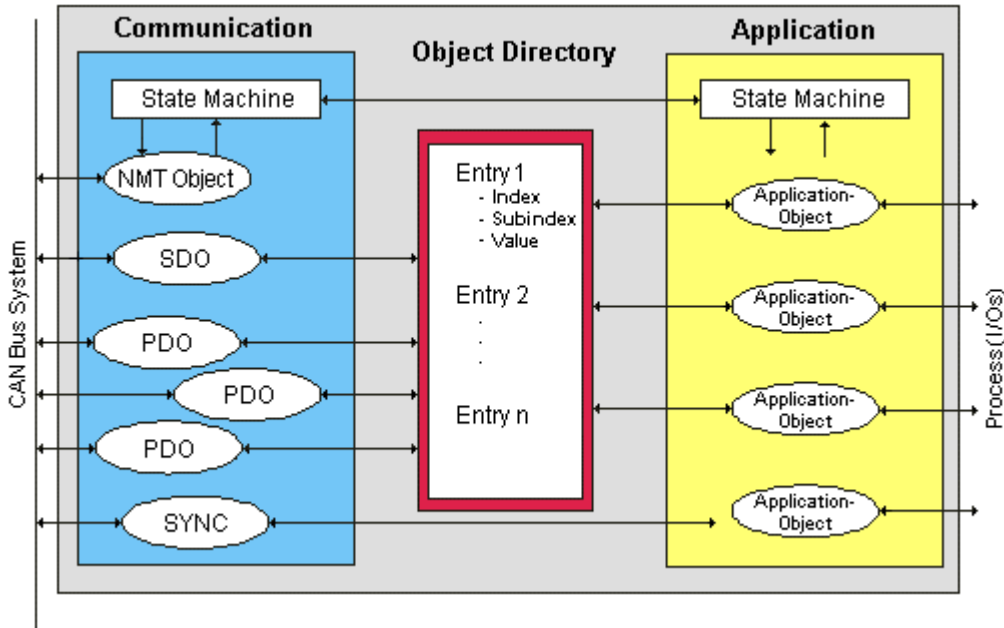 Communication
Object Directory
Application
State Machine
State Machine
NMT Object
SDO
PDO
PDO
PDO
SYNC
Entry 1
- Index
- Subindex
- Value
Entry 2
.
.
.
Entry n
Application-
Object
Application-
Object
Application-
Object
Application-
Object
CAN Bus System
Process(I/Os)